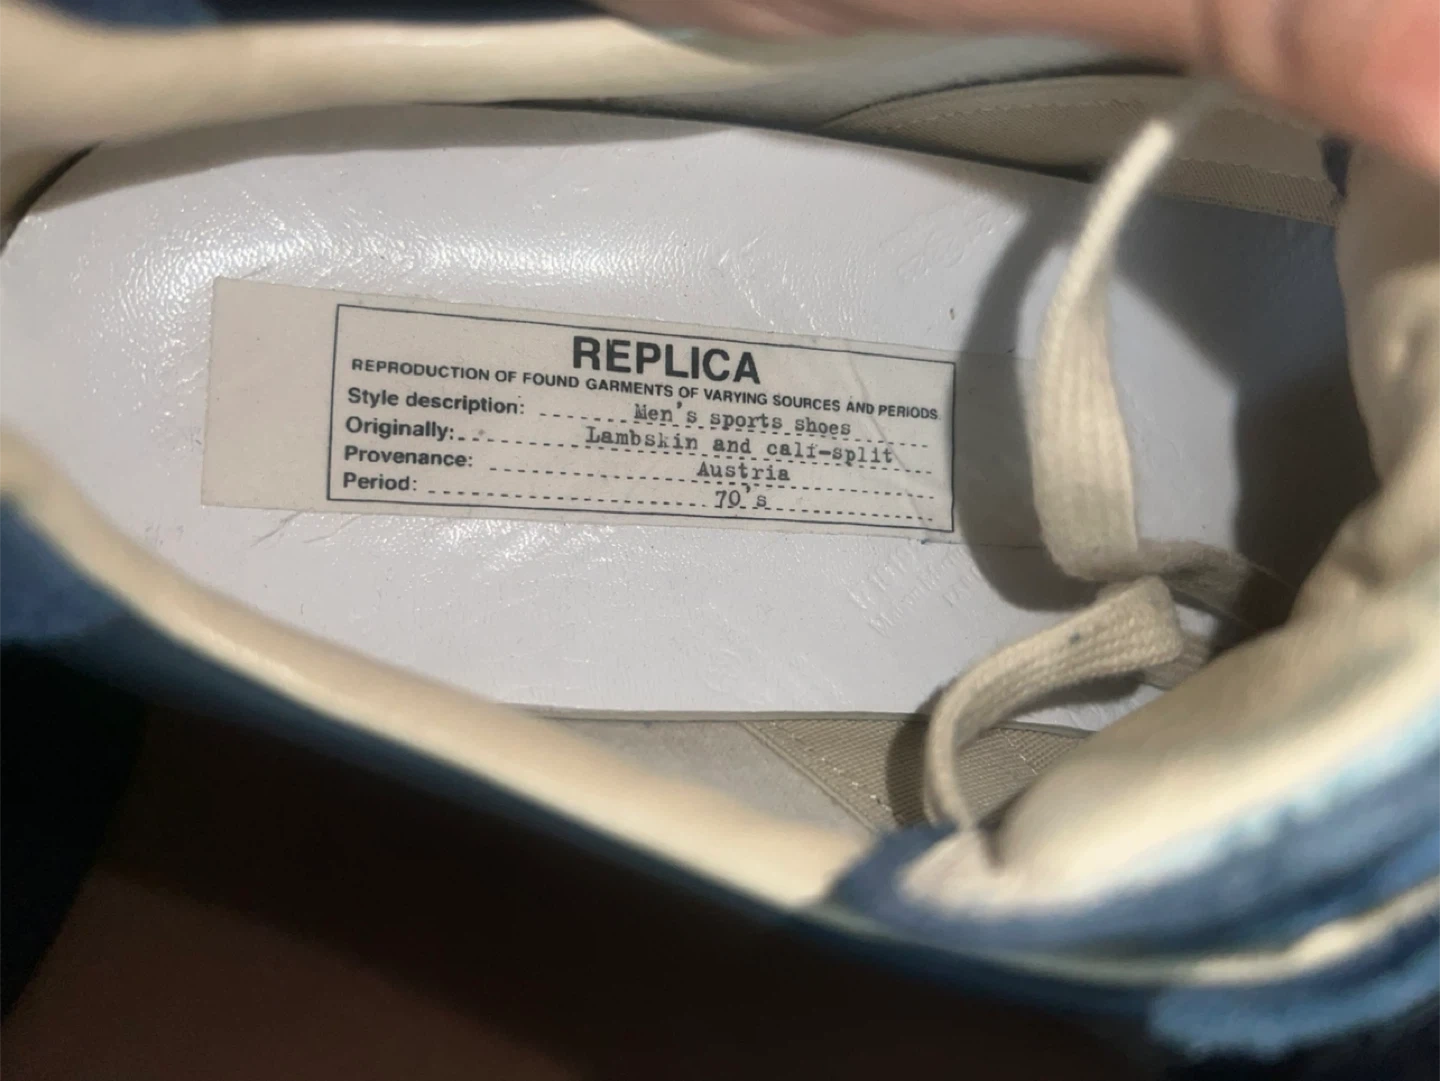 REPLICA
REPRODUCTION OF FOUND GARMENTS OF VARYING SOURCES AND PERIODS
Style description: Men's sports shoes
Originally: Lambskin and calf-split
Provenance: Austria
Period: 70's